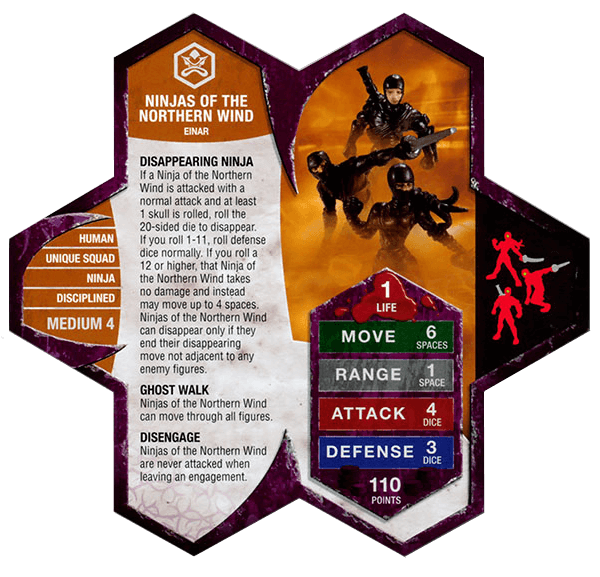 NINJAS OF THE
NORTHERN WIND
EINAR
DISAPPEARING NINJA
If a Ninja of the Northern
Wind is attacked with a
normal attack and at least
1 skull is rolled, roll the
20-sided die to disappear.
If you roll 1-11, roll defense
dice normally. If you roll a
12 or higher, that Ninja of
the Northern Wind takes
no damage and instead
may move up to 4 spaces.
Ninjas of the Northern Wind
can disappear only if they
end their disappearing
move not adjacent to any
enemy figures.
GHOST WALK
Ninjas of the Northern Wind
can move through all figures.
DISENGAGE
Ninjas of the Northern Wind
are never attacked when
leaving an engagement.
HUMAN
UNIQUE SQUAD
NINJA
DISCIPLINED
MEDIUM 4
1
LIFE
MOVE 6
SPACES
RANGE 1
SPACE
ATTACK 4
DICE
DEFENSE 3
DICE
110
POINTS